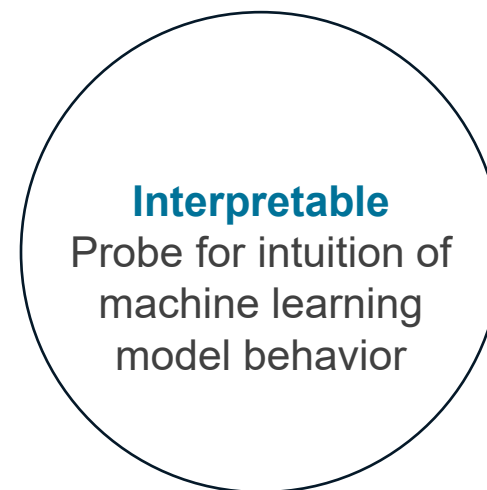 Interpretable
Probe for intuition of
machine learning
model behavior